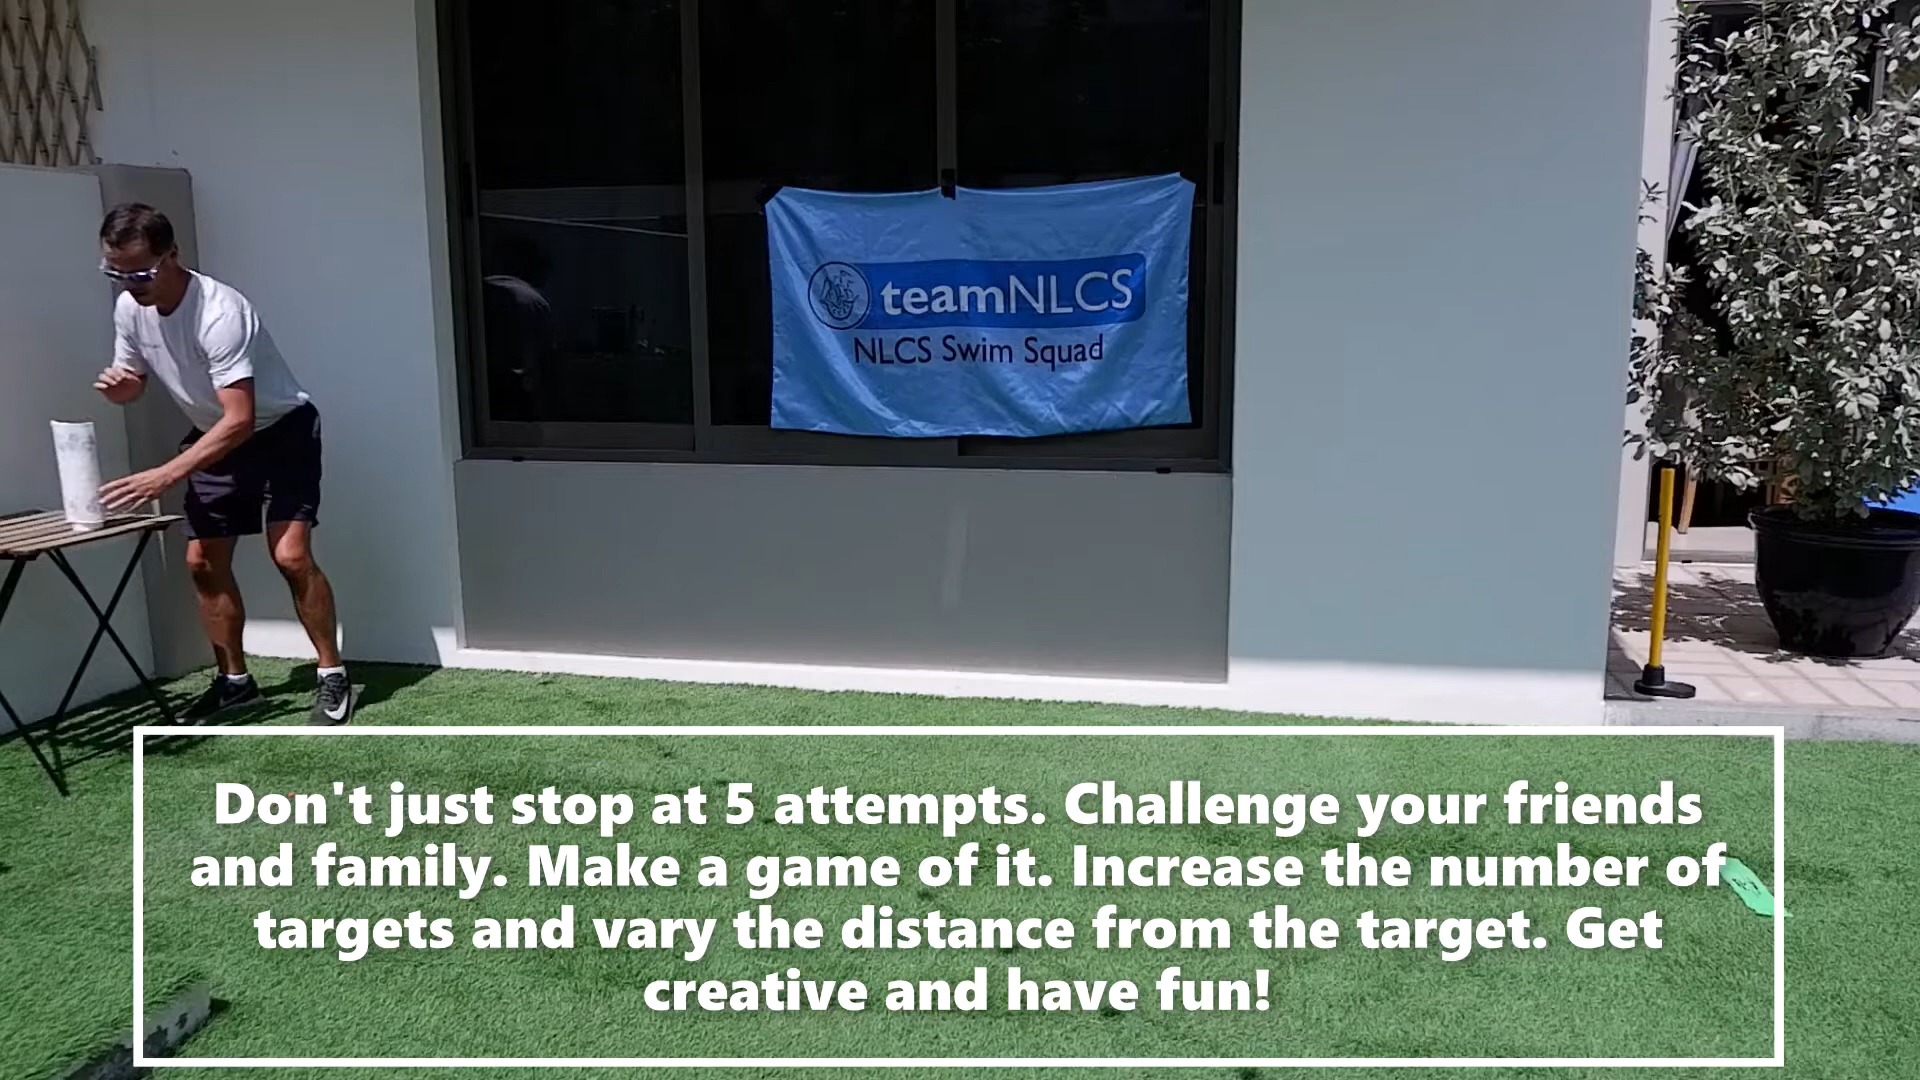 teamNLCS
NLCS Swim Squad
Don't just stop at 5 attempts. Challenge your friends
and family. Make a game of it. Increase the number of
targets and vary the distance from the target. Get
creative and have fun!